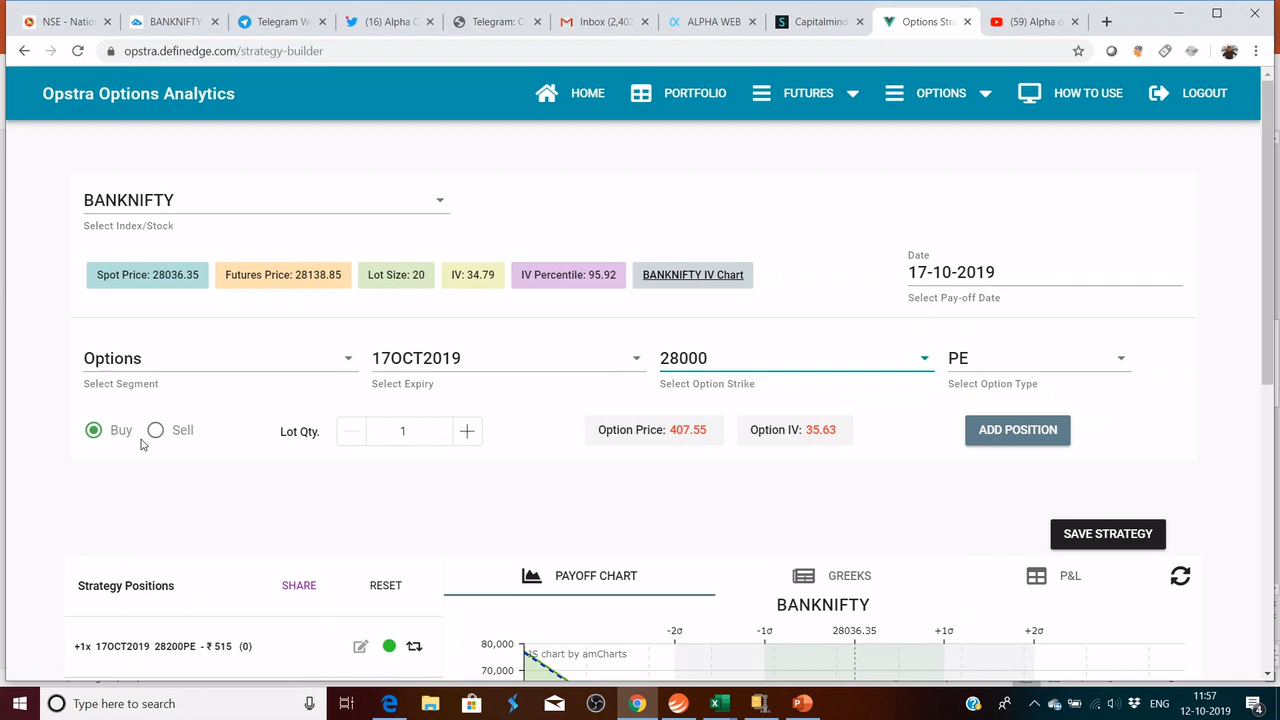 NSE - Nation
BANKNIFTY
Telegram W
(16) Alpha C
Telegram: C
Inbox (2,402
ALPHA WEB
Capitalmind
Options Stra
(59) Alpha o
opstra.definedge.com/strategy-builder
Opstra Options Analytics
HOME
PORTFOLIO
FUTURES
OPTIONS
HOW TO USE
LOGOUT
BANKNIFTY
Select Index/Stock
Spot Price: 28036.35
Futures Price: 28138.85
Lot Size: 20
IV: 34.79
IV Percentile: 95.92
BANKNIFTY IV Chart
Date
17-10-2019
Select Pay-off Date
Options
17OCT2019
28000
PE
Select Segment
Select Expiry
Select Option Strike
Select Option Type
Buy
Sell
Lot Qty.
1
Option Price: 407.55
Option IV: 35.63
ADD POSITION
SAVE STRATEGY
Strategy Positions
SHARE
RESET
PAYOFF CHART
GREEKS
P&L
BANKNIFTY
-2σ
-1σ
28036.35
+1σ
+2σ
+1x 17OCT2019 28200PE - ₹ 515 (0)
80,000
JS chart by amCharts
70,000
Type here to search
ENG
11:57
12-10-2019
4